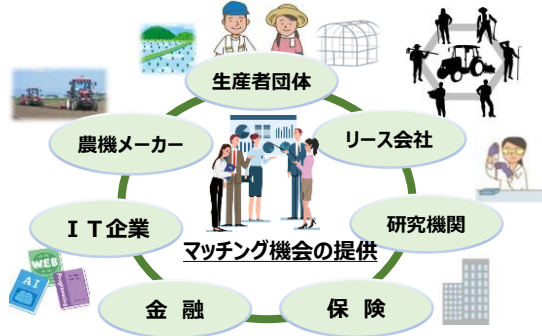 生産者団体
農機メーカー
リース会社
ＩＴ企業
研究機関
マッチング機会の提供
金 融
保 険
WEB
AI